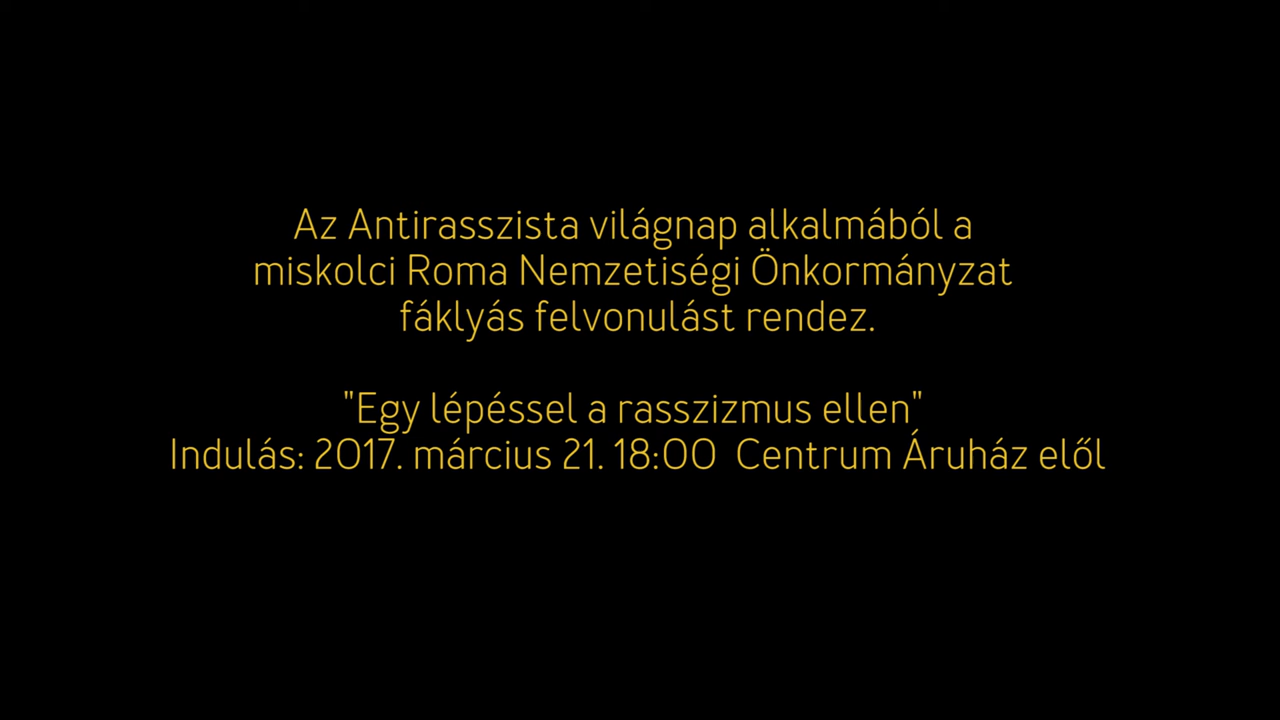 Az Antirasszista világnap alkalmából a
miskolci Roma Nemzetiségi Önkormányzat
fáklyás felvonulást rendez.
"Egy lépéssel a rasszizmus ellen"
Indulás: 2017. március 21. 18:00  Centrum Áruház elől